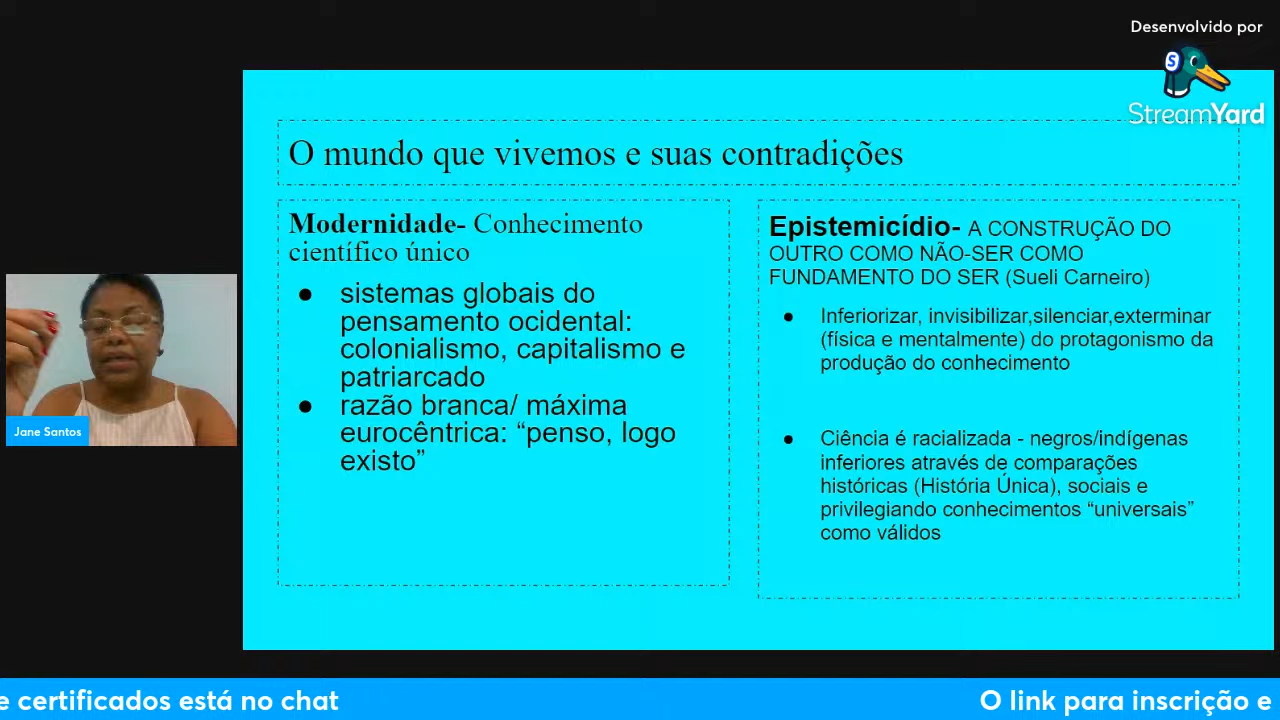 Desenvolvido por
StreamYard
O mundo que vivemos e suas contradições
Modernidade- Conhecimento
científico único
● sistemas globais do
pensamento ocidental:
colonialismo, capitalismo e
patriarcado
● razão branca/ máxima
eurocêntrica: “penso, logo
existo”
Epistemicídio- A CONSTRUÇÃO DO
OUTRO COMO NÃO-SER COMO
FUNDAMENTO DO SER (Sueli Carneiro)
● Inferiorizar, invisibilizar,silenciar,exterminar
(física e mentalmente) do protagonismo da
produção do conhecimento
● Ciência é racializada - negros/indígenas
inferiores através de comparações
históricas (História Única), sociais e
privilegiando conhecimentos “universais”
como válidos
Jane Santos
e certificados está no chat
O link para inscrição e